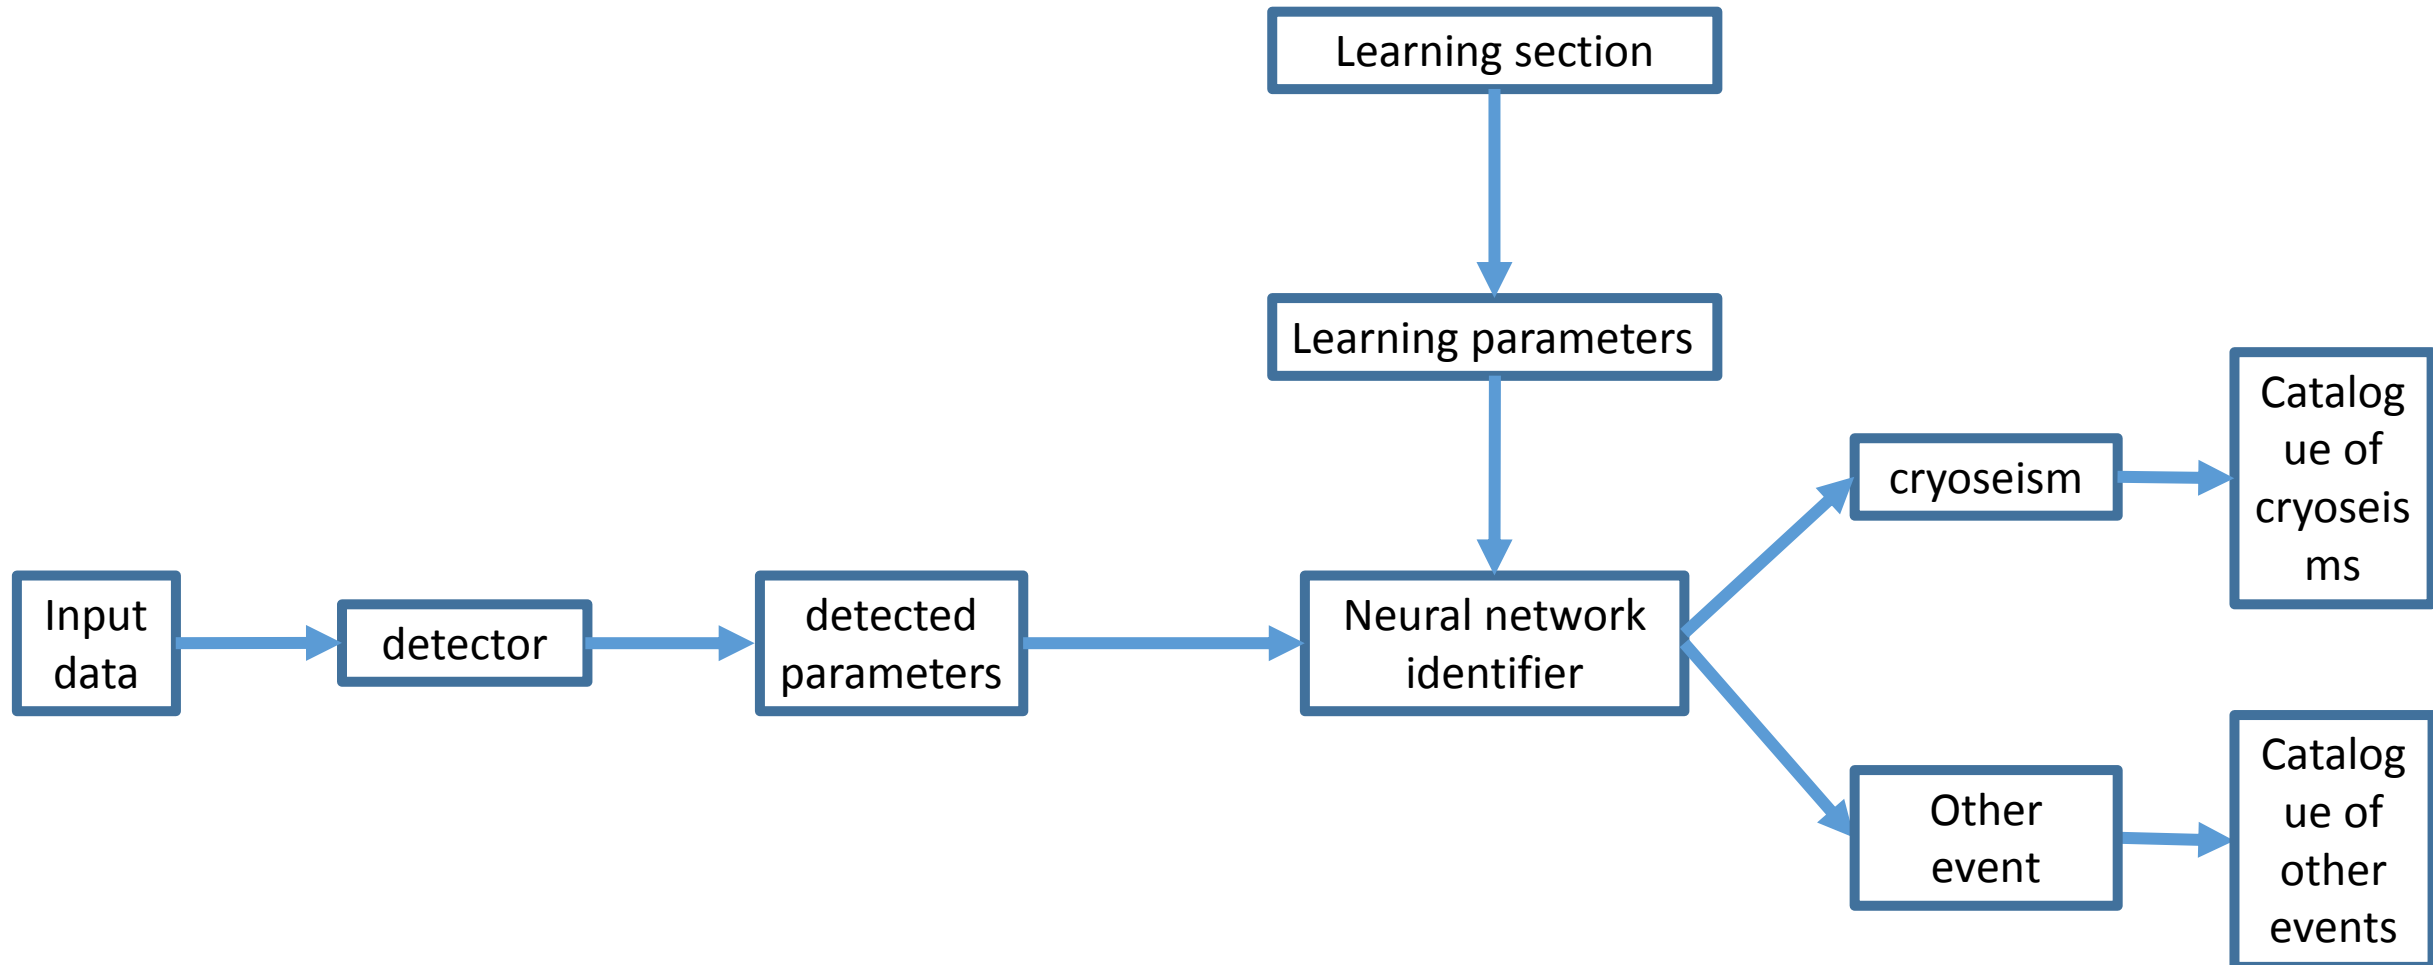 Learning section
Learning parameters
Input
data
detector
detected
parameters
Neural network
identifier
cryoseism
Catalog
ue of
cryoseis
ms
Other
event
Catalog
ue of
other
events